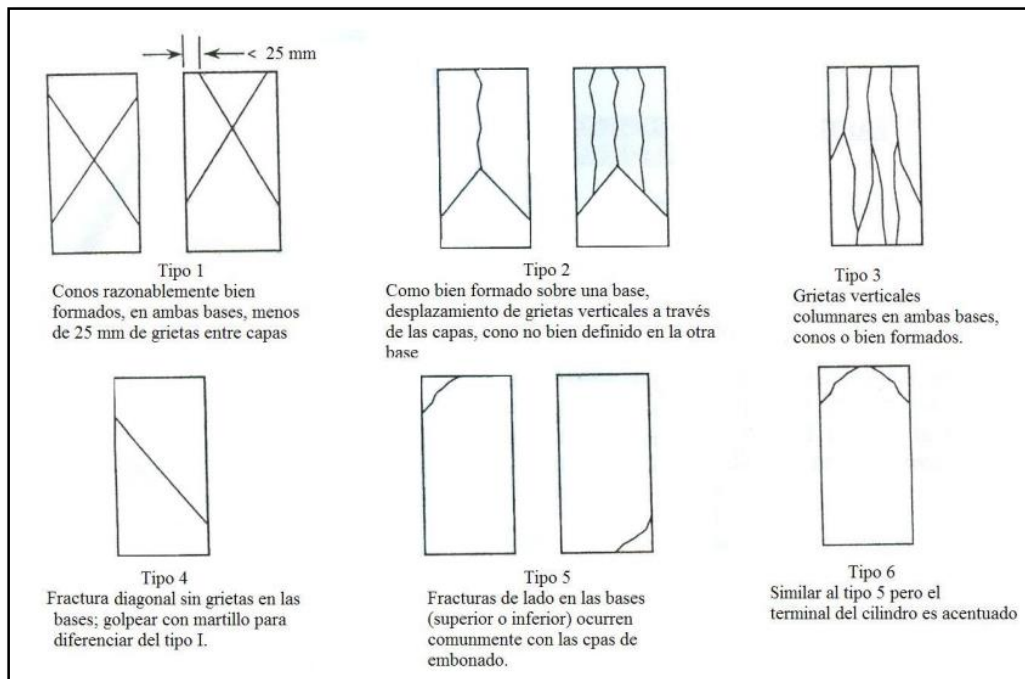 < 25 mm
Tipo 1
Conos razonablemente bien
formados, en ambas bases, menos
de 25 mm de grietas entre capas
Tipo 2
Como bien formado sobre una base,
desplazamiento de grietas verticales a través
de las capas, cono no bien definido en la otra
base
Tipo 3
Grietas verticales
columnares en ambas bases,
conos o bien formados.
Tipo 4
Fractura diagonal sin grietas en las
bases; golpear con martillo para
diferenciar del tipo I.
Tipo 5
Fracturas de lado en las bases
(superior o inferior) ocurren
comunmente con las cpas de
embonado.
Tipo 6
Similar al tipo 5 pero el
terminal del cilindro es acentuado